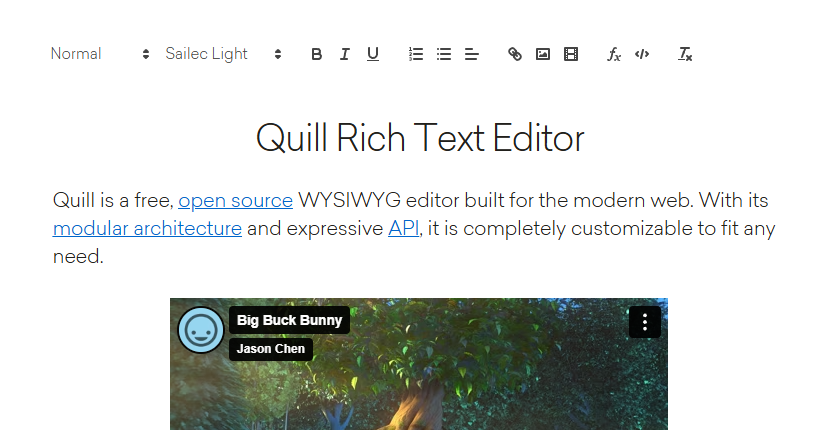 Normal Sailec Light B I U fx </> Tx
Quill Rich Text Editor
Quill is a free, open source WYSIWYG editor built for the modern web. With its
modular architecture and expressive API, it is completely customizable to fit any
need.
Big Buck Bunny
Jason Chen